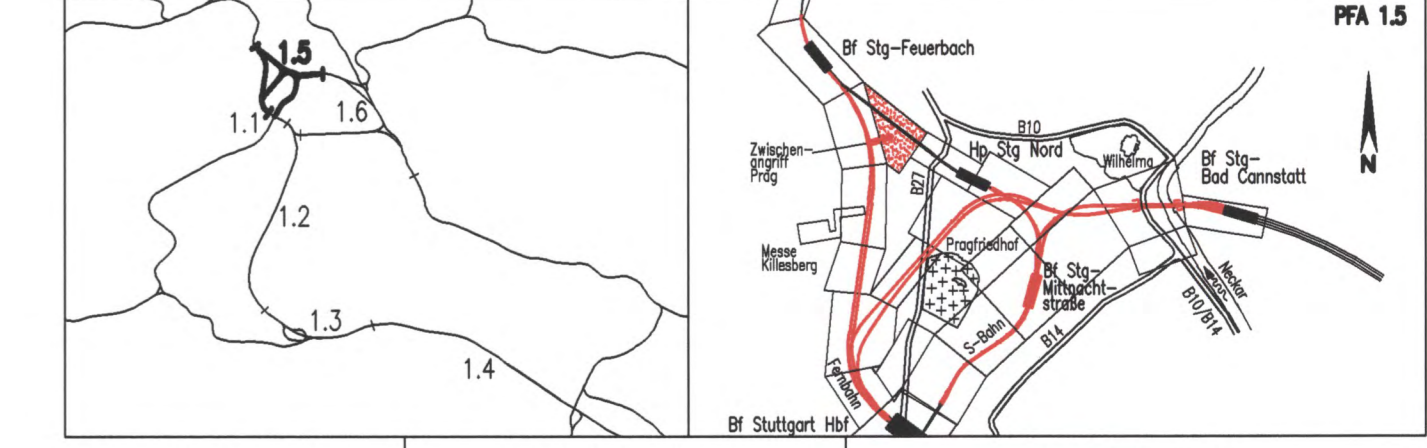 1.5
1.6
1.1
1.2
1.3
1.4
PFA 1.5
Bf Stg-Feuerbach
N
B10
Hp Stg Nord
Wilhelma
Bf Stg-
Bad Cannstatt
Zwischen-
angriff
Prag
B27
Messe
Killesberg
Pragfriedhof
Bf Stg-
Mittnacht-
straße
Neckar
B10/B14
S-Bahn
B14
Fernbahn
Bf Stuttgart Hbf